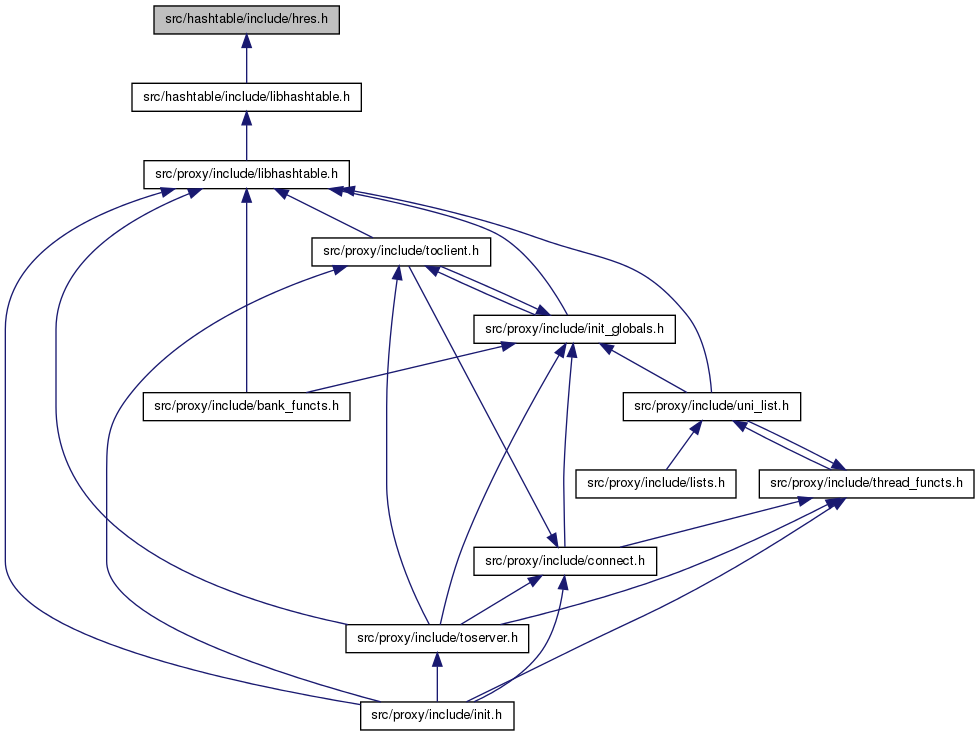 src/hashtable/include/hres.h
src/hashtable/include/libhashtable.h
src/proxy/include/libhashtable.h
src/proxy/include/toclient.h
src/proxy/include/init_globals.h
src/proxy/include/bank_functs.h
src/proxy/include/uni_list.h
src/proxy/include/lists.h
src/proxy/include/thread_functs.h
src/proxy/include/connect.h
src/proxy/include/toserver.h
src/proxy/include/init.h